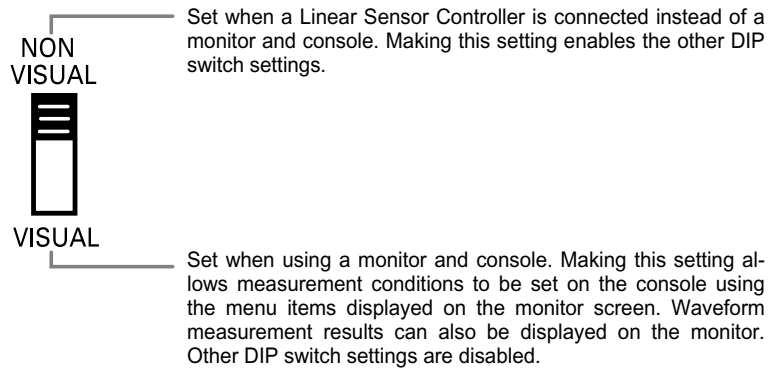 Set when a Linear Sensor Controller is connected instead of a
monitor and console. Making this setting enables the other DIP
switch settings.
NON
VISUAL
VISUAL
Set when using a monitor and console. Making this setting al-
lows measurement conditions to be set on the console using
the menu items displayed on the monitor screen. Waveform
measurement results can also be displayed on the monitor.
Other DIP switch settings are disabled.